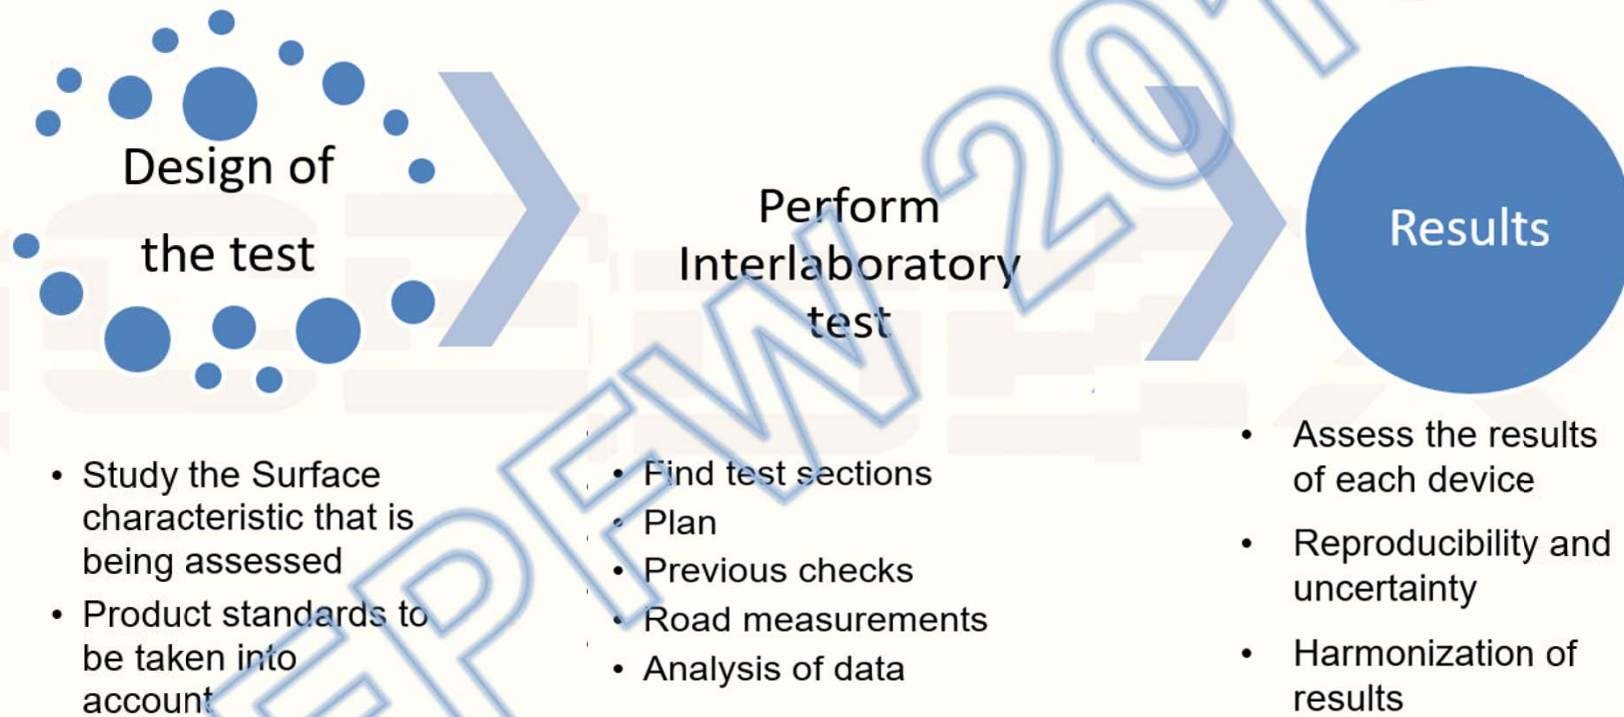 Design of
the test
Perform
Interlaboratory
test
Results
• Study the Surface
characteristic that is
being assessed
• Product standards to
be taken into
account
• Find test sections
• Plan
• Previous checks
• Road measurements
• Analysis of data
• Assess the results
of each device
• Reproducibility and
uncertainty
• Harmonization of
results
EPFW 201